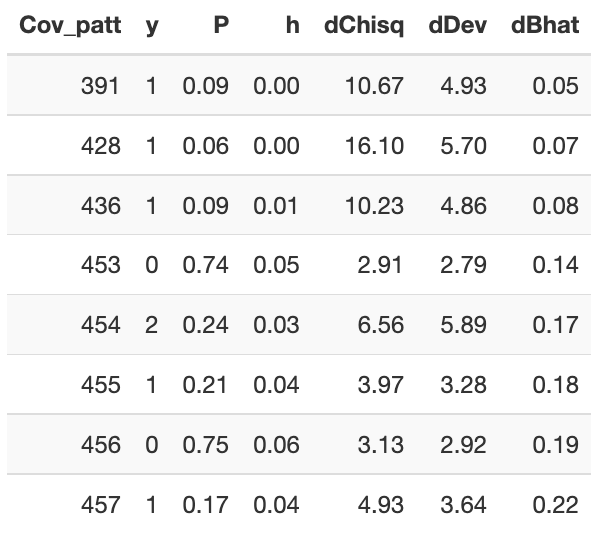 Cov_patt y P h dChisq dDev dBhat
391 1 0.09 0.00 10.67 4.93 0.05
428 1 0.06 0.00 16.10 5.70 0.07
436 1 0.09 0.01 10.23 4.86 0.08
453 0 0.74 0.05 2.91 2.79 0.14
454 2 0.24 0.03 6.56 5.89 0.17
455 1 0.21 0.04 3.97 3.28 0.18
456 0 0.75 0.06 3.13 2.92 0.19
457 1 0.17 0.04 4.93 3.64 0.22